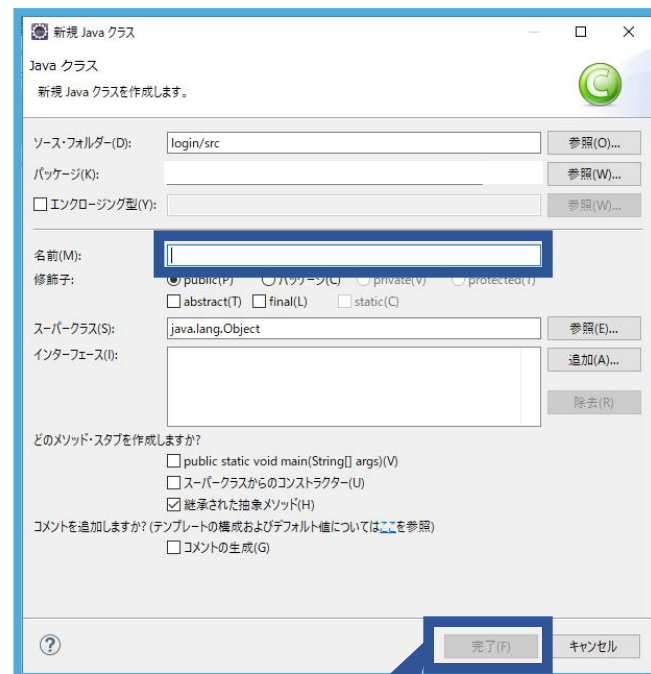 新規 Java クラス
Java クラス
新規 Java クラスを作成します。
ソース・フォルダー(D): login/src 参照(O)...
パッケージ(K): 参照(W)...
エンクロージング型(Y): 参照(W)...
名前(M):
修飾子: public(P) パッケージ(C) private(V) protected(T)
abstract(T) final(L) static(C)
スーパークラス(S): java.lang.Object 参照(E)...
インターフェース(I): 追加(A)...
除去(R)
どのメソッド・スタブを作成しますか?
public static void main(String[] args)(V)
スーパークラスからのコンストラクター(U)
継承された抽象メソッド(H)
コメントを追加しますか? (テンプレートの構成およびデフォルト値についてはここを参照)
コメントの生成(G)
完了(F) キャンセル